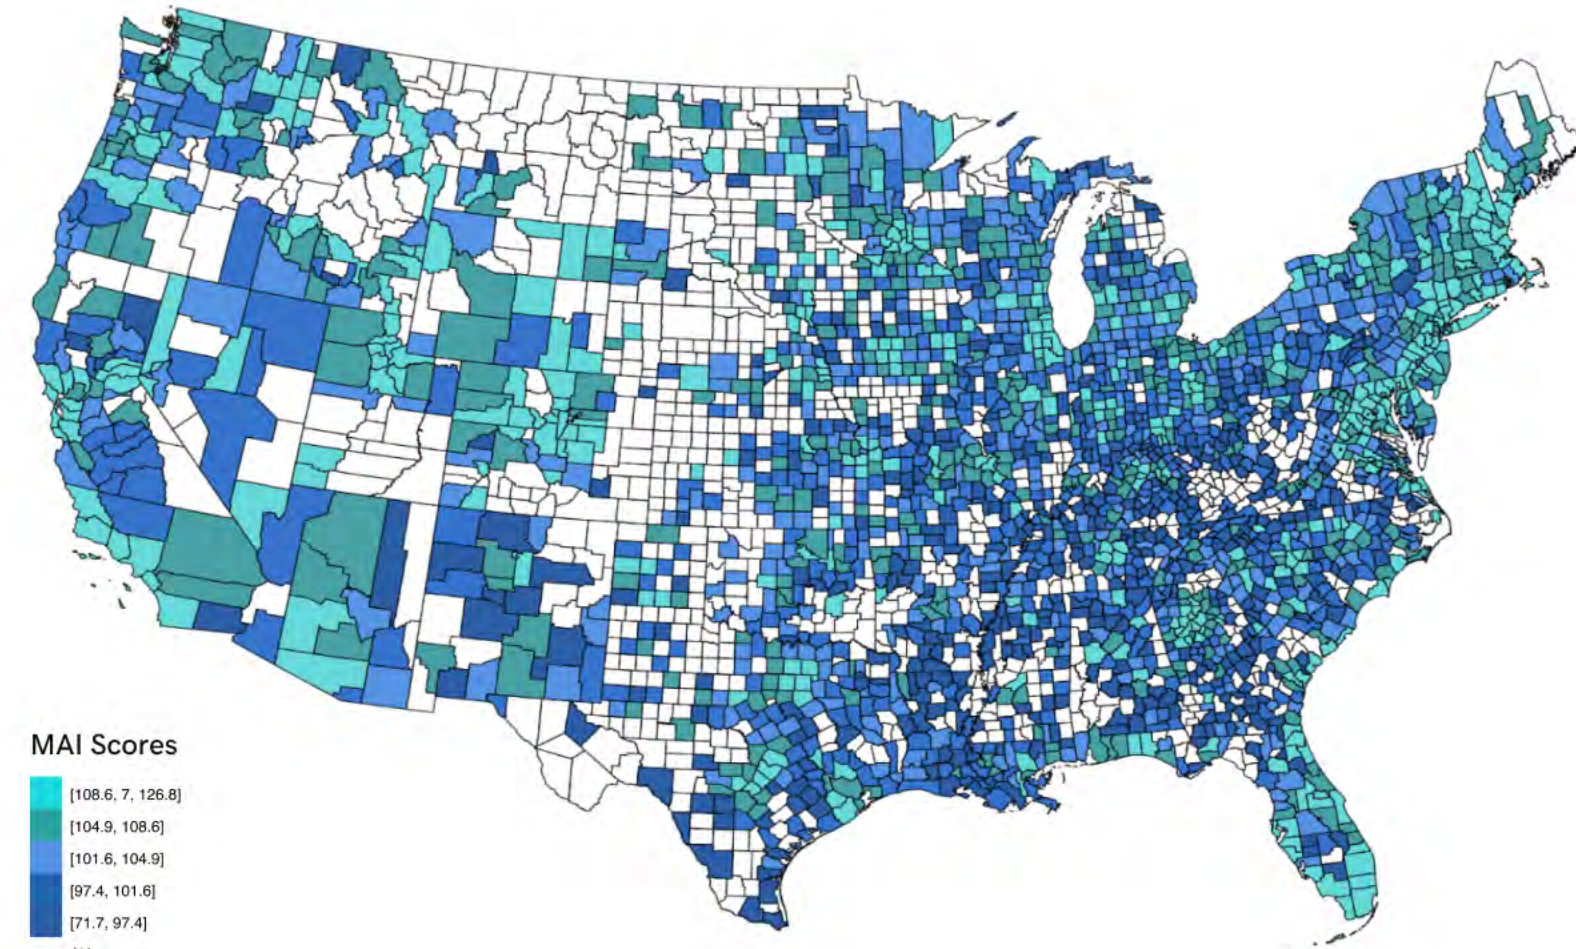 MAI Scores
[108.6, 7, 126.8]
[104.9, 108.6]
[101.6, 104.9]
[97.4, 101.6]
[71.7, 97.4]